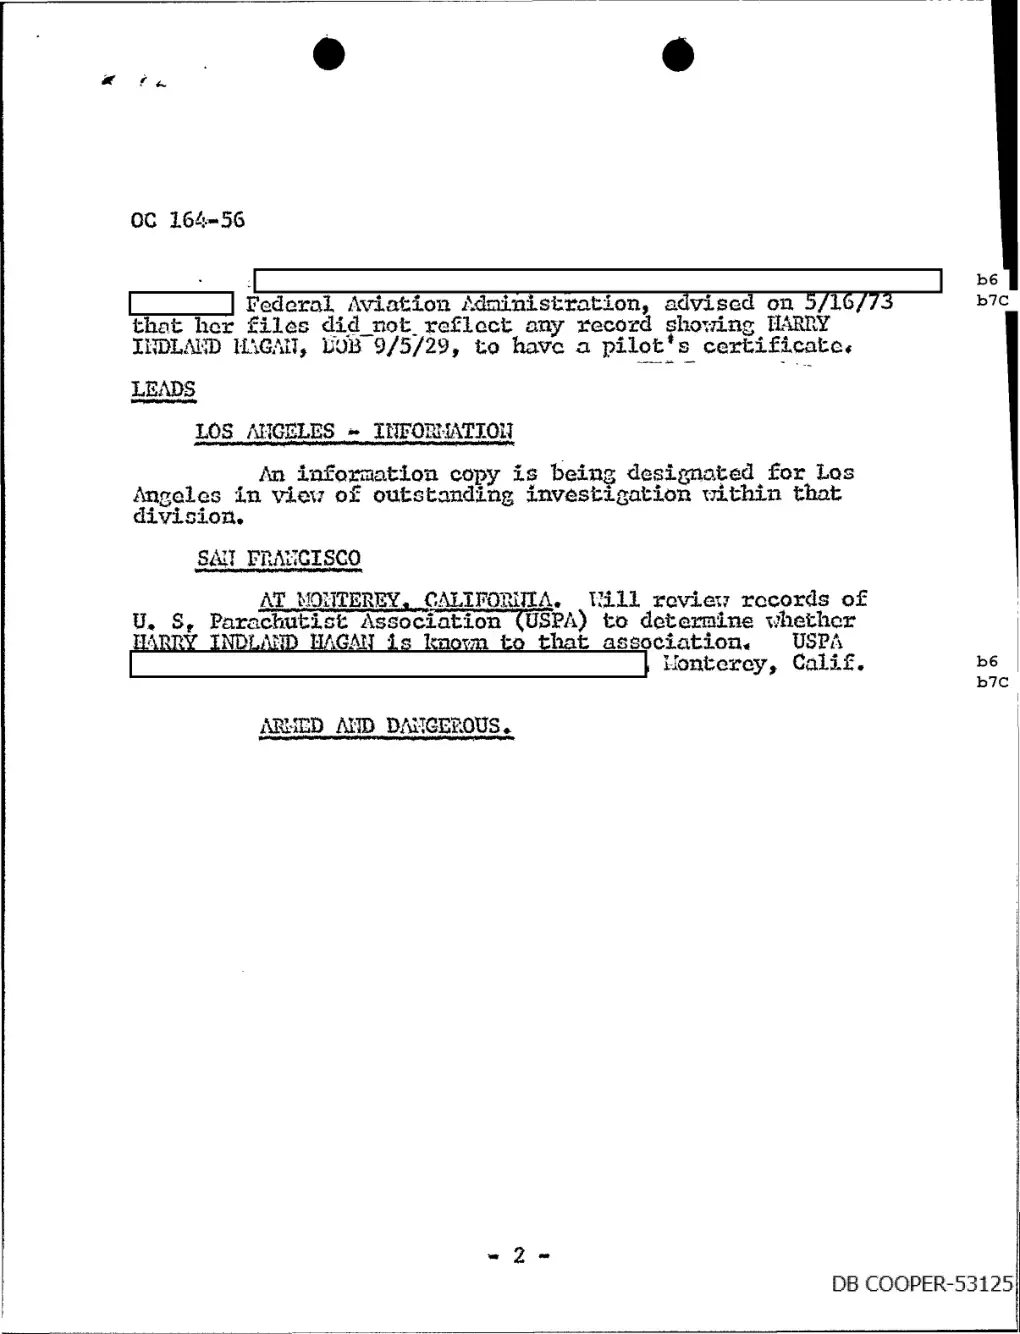 OC 164-56
b6
Federal Aviation Administration, advised on 5/16/73
b7C
that her files did not reflect any record showing HARRY
INDLAND HAGAN, DOB 9/5/29, to have a pilot's certificate.
LEADS
LOS ANGELES - INFORMATION
An information copy is being designated for Los
Angeles in view of outstanding investigation within that
division.
SAN FRANCISCO
AT MONTEREY, CALIFORNIA. Will review records of
U. S. Parachutist Association (USPA) to determine whether
HARRY INDLAND HAGAN is known to that association. USPA
, Monterey, Calif.
b6
b7C
ARMED AND DANGEROUS.
- 2 -
DB COOPER-53125